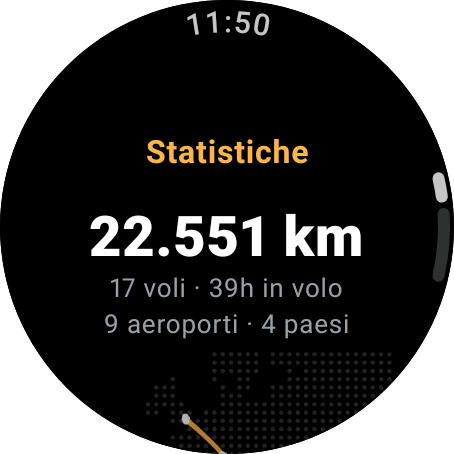 11:50
Statistiche
22.551 km
17 voli · 39h in volo
9 aeroporti · 4 paesi